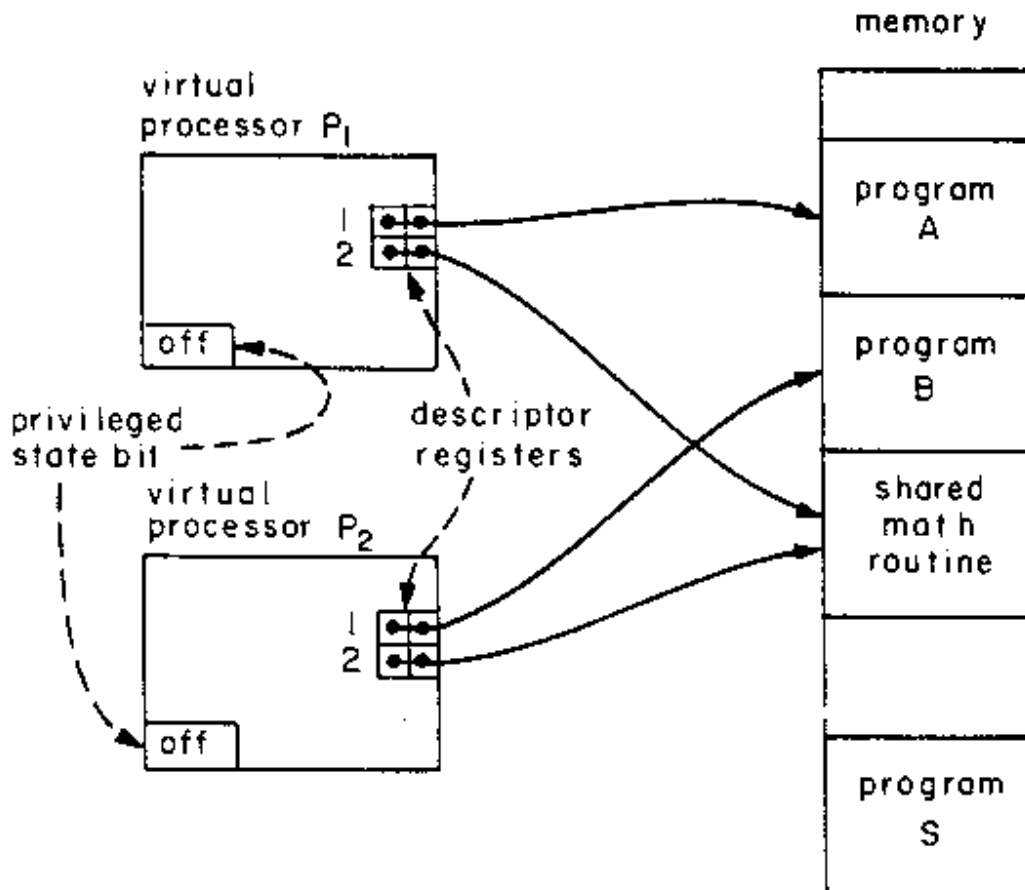 memory
virtual
processor P₁
1
2
off
program
A
program
B
privileged
state bit
descriptor
registers
shared
math
routine
virtual
processor P₂
1
2
off
program
S